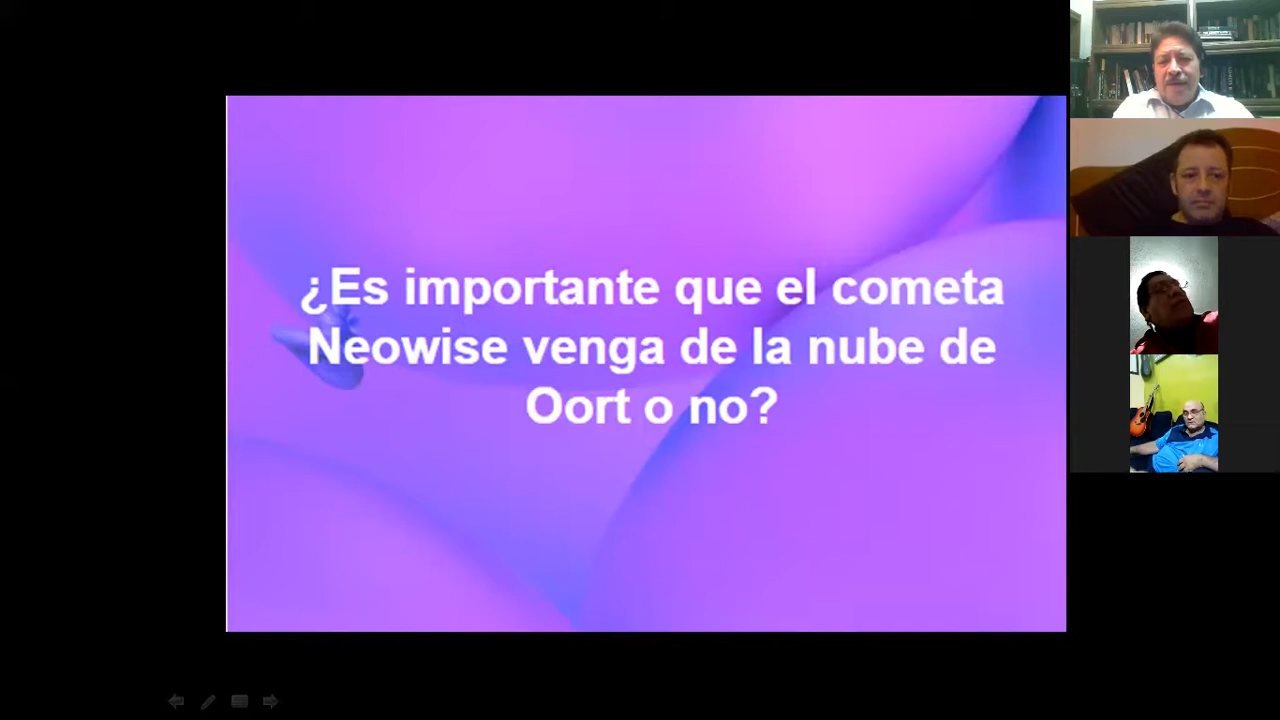 ¿Es importante que el cometa
Neowise venga de la nube de
Oort o no?